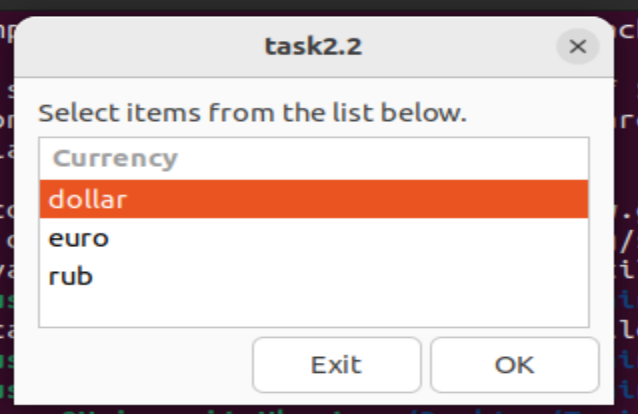 task2.2
Select items from the list below.
Currency
dollar
euro
rub
Exit
OK